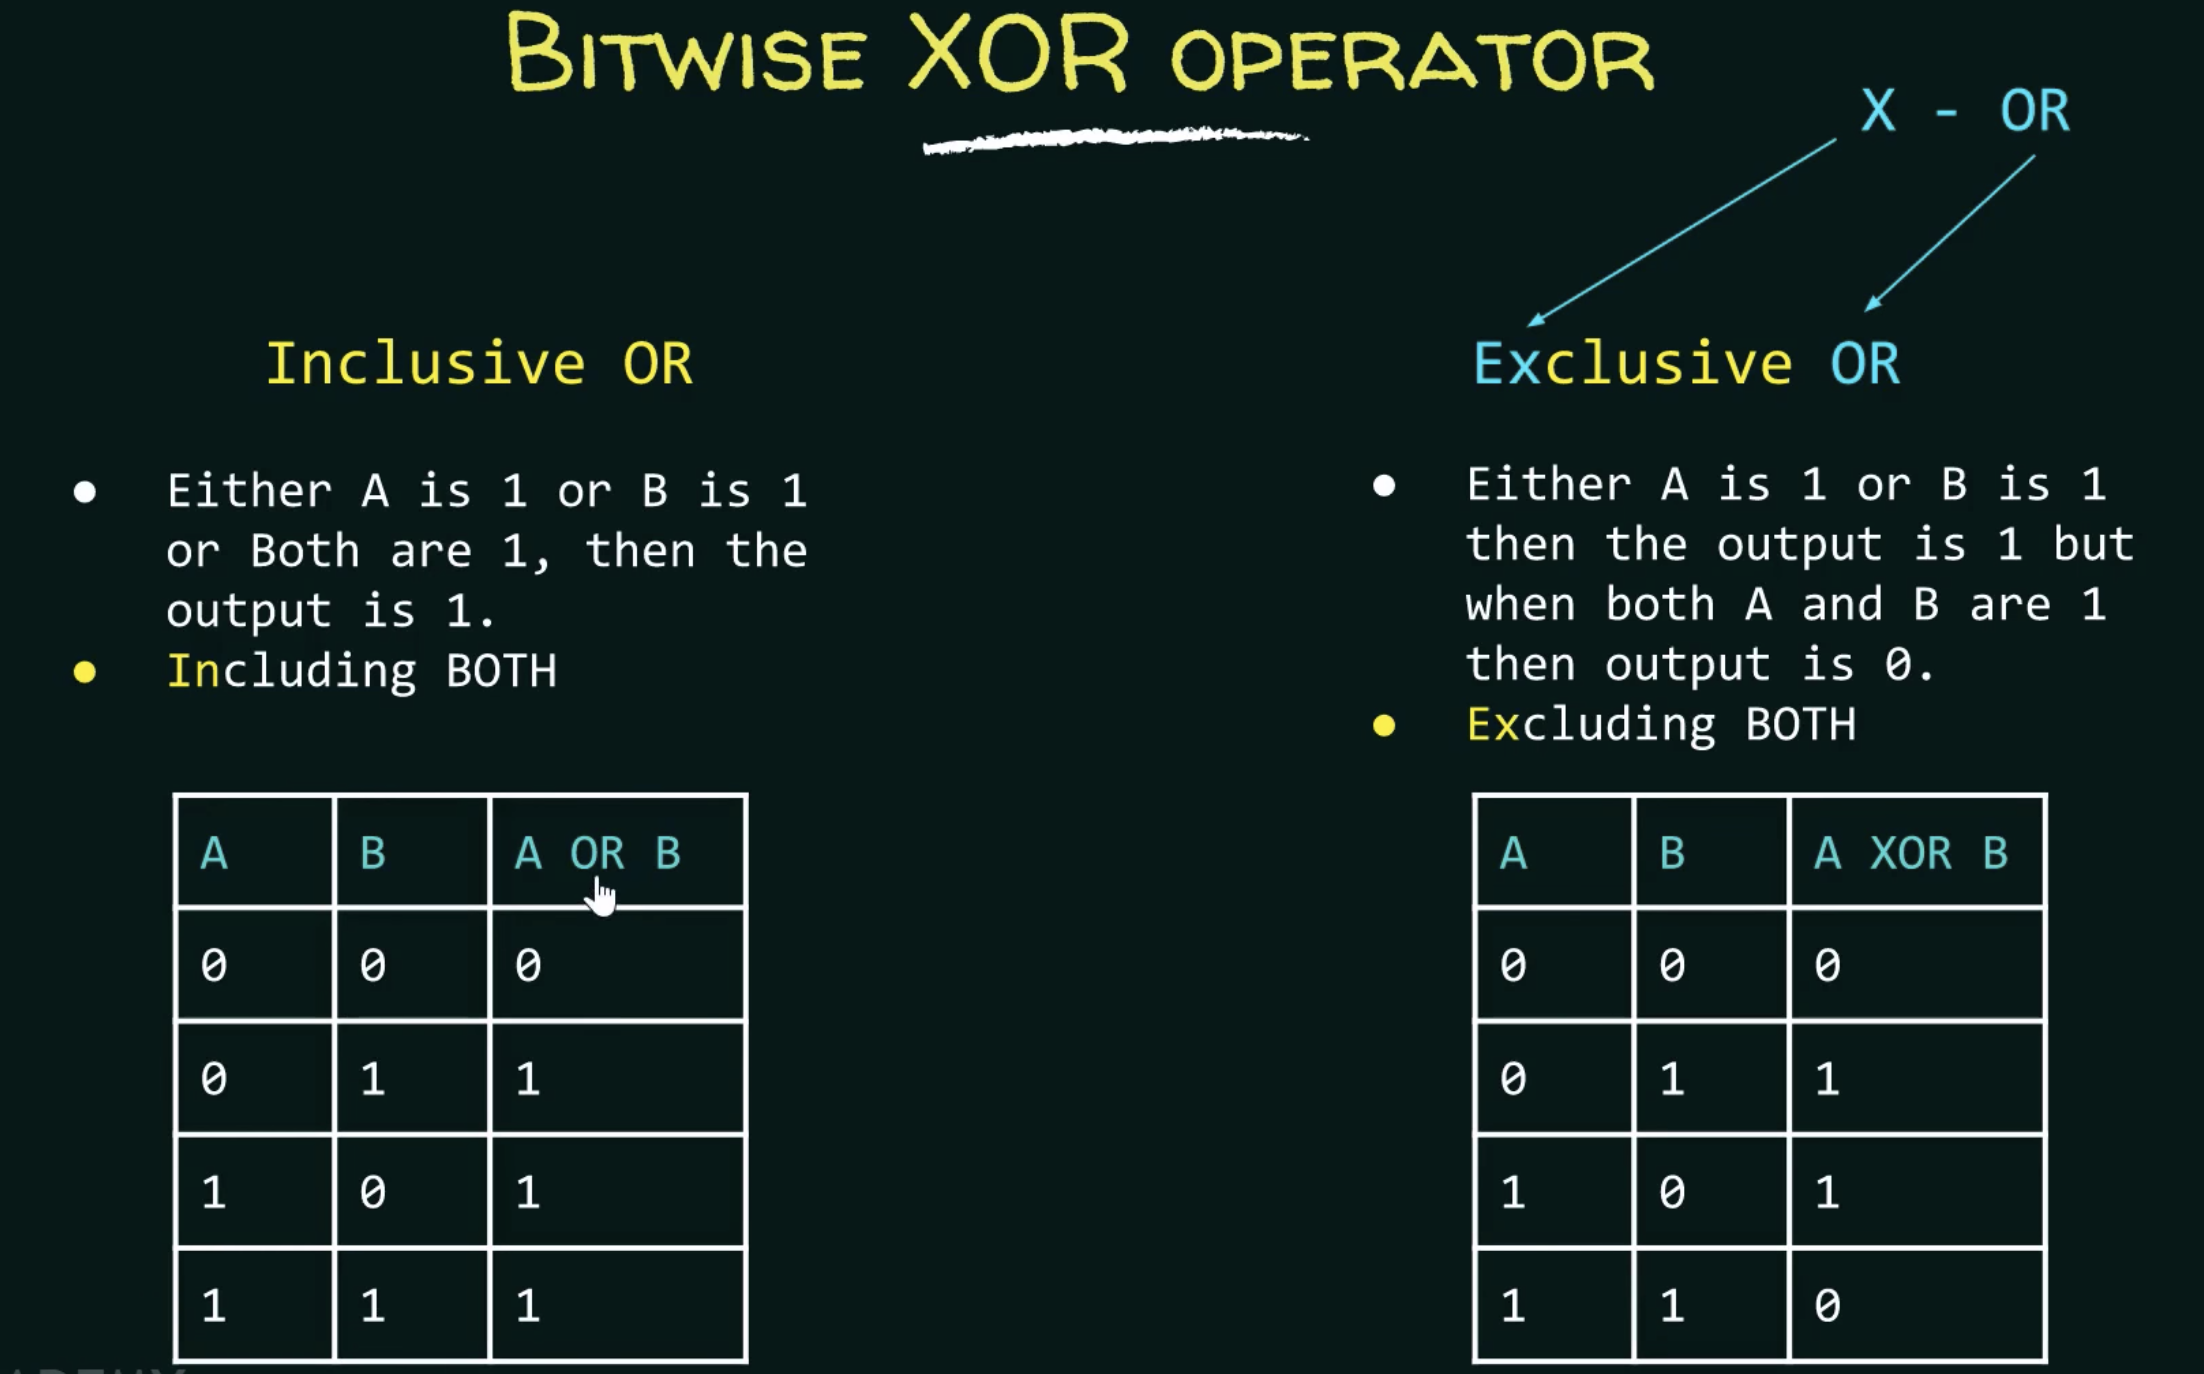 BITWISE XOR OPERATOR
X - OR
Inclusive OR
● Either A is 1 or B is 1
or Both are 1, then the
output is 1.
● Including BOTH
A B A OR B
0 0 0
0 1 1
1 0 1
1 1 1
Exclusive OR
● Either A is 1 or B is 1
then the output is 1 but
when both A and B are 1
then output is 0.
● Excluding BOTH
A B A XOR B
0 0 0
0 1 1
1 0 1
1 1 0